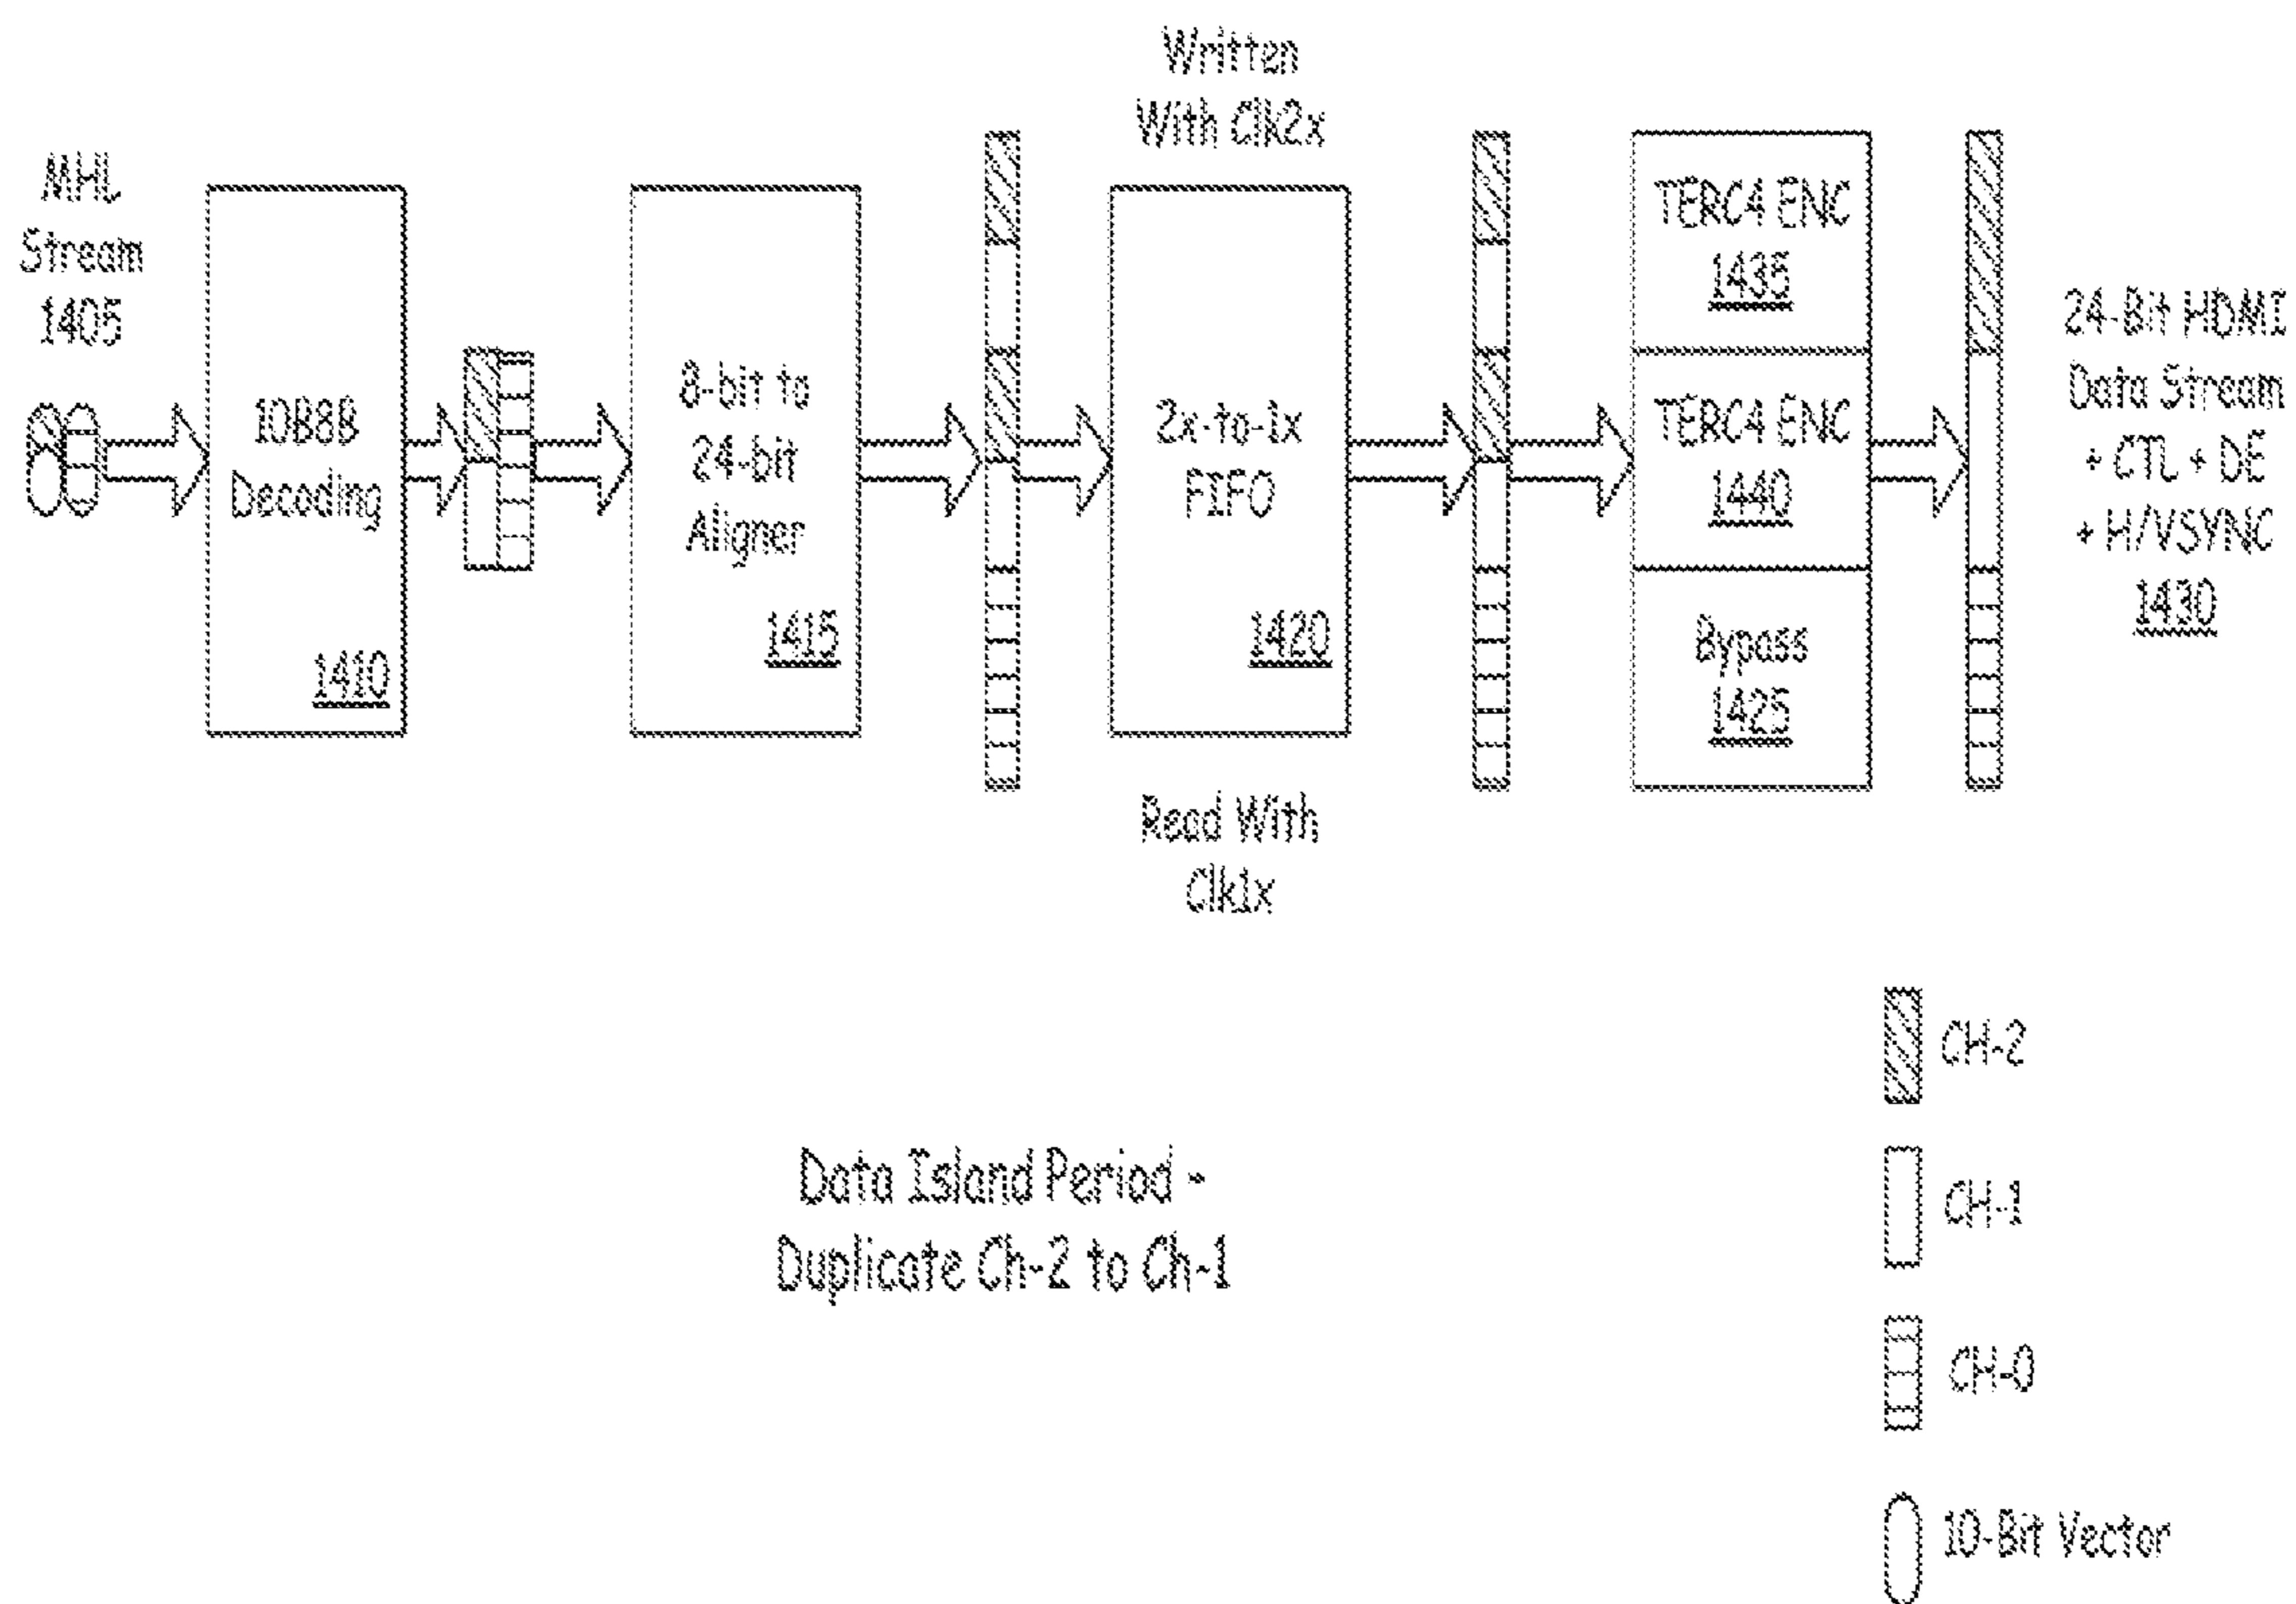 Written
With Clk2x
MHL
Stream
1405
10B8B
Decoding
1410
8-bit to
24-bit
Aligner
1415
2x-to-1x
FIFO
1420
Read With
Clk1x
TERC4 ENC
1435
TERC4 ENC
1440
Bypass
1425
24-Bit HDMI
Data Stream
+ CTL + DE
+ H/VSYNC
1430
CH-2
CH-1
CH-0
10-Bit Vector
Data Island Period -
Duplicate Ch-2 to Ch-1